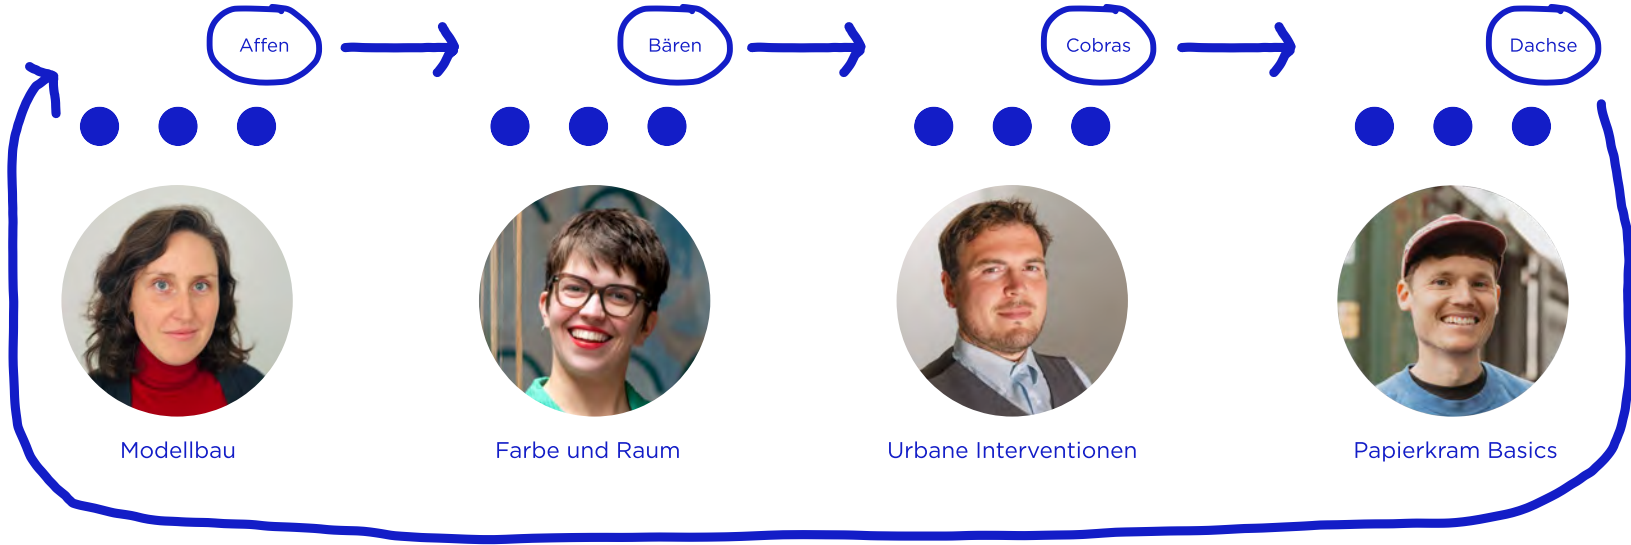 Affen
Bären
Cobras
Dachse
Modellbau
Farbe und Raum
Urbane Interventionen
Papierkram Basics